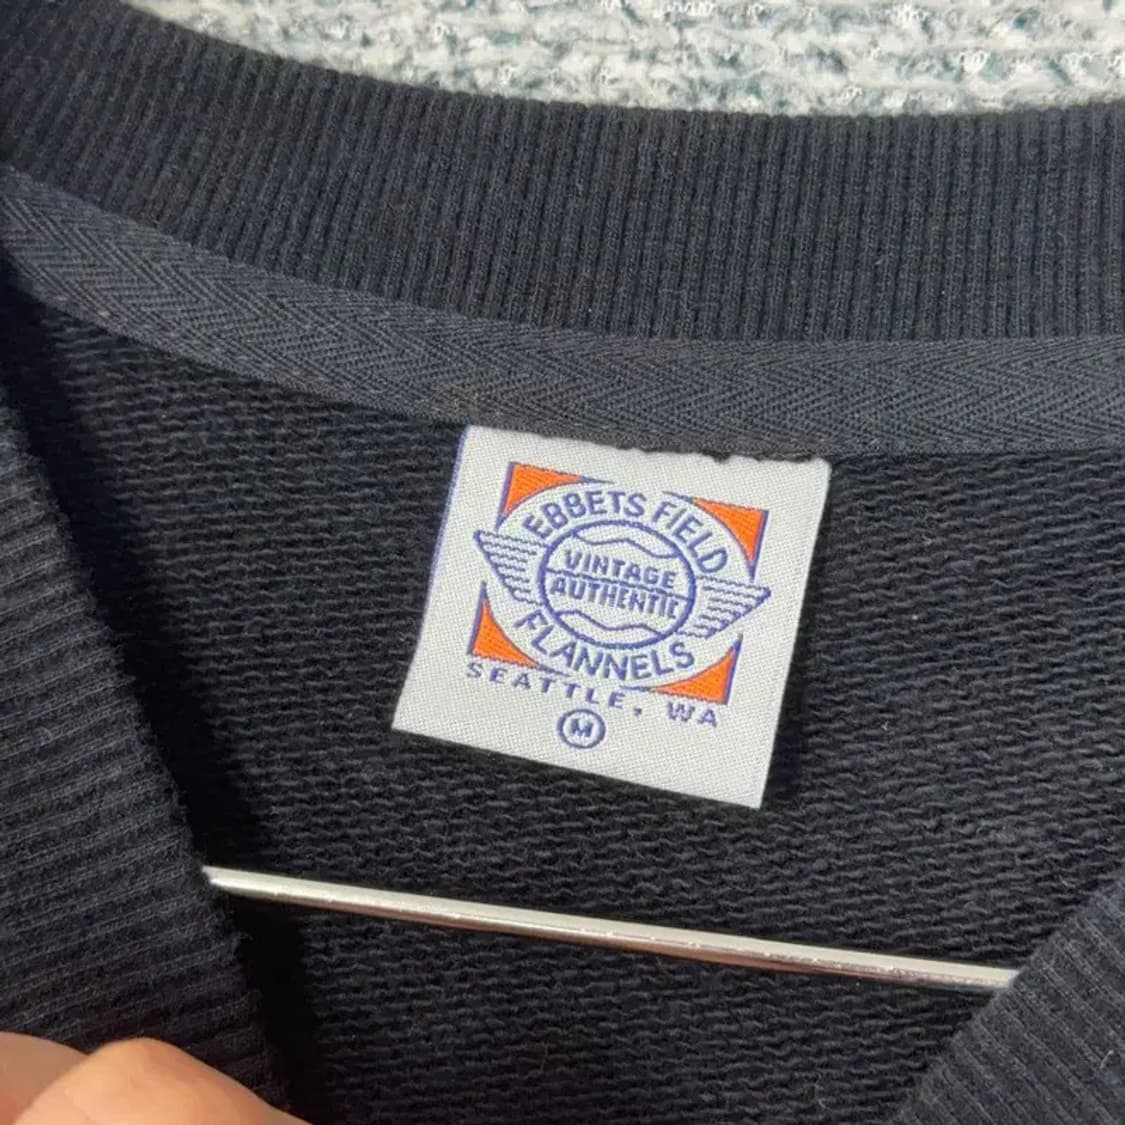 EBBETS FIELD
VINTAGE
AUTHENTIC
FLANNELS
SEATTLE, WA
M